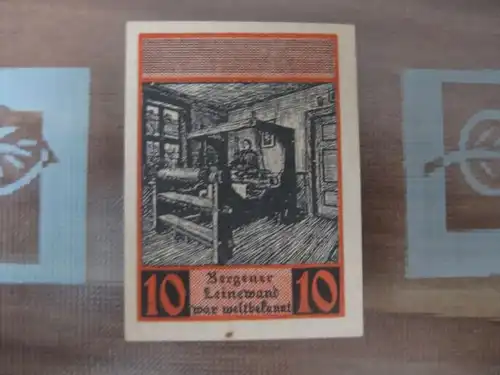 10 Bergener 10
Leinewand
war weltbekannt